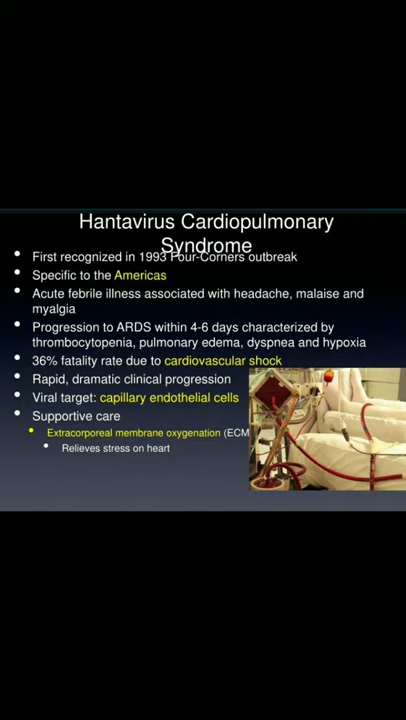 Hantavirus Cardiopulmonary
Syndrome
First recognized in 1993 Four-Corners outbreak
Specific to the Americas
Acute febrile illness associated with headache, malaise and
myalgia
Progression to ARDS within 4-6 days characterized by
thrombocytopenia, pulmonary edema, dyspnea and hypoxia
36% fatality rate due to cardiovascular shock
Rapid, dramatic clinical progression
Viral target: capillary endothelial cells
Supportive care
Extracorporeal membrane oxygenation (ECM
Relieves stress on heart